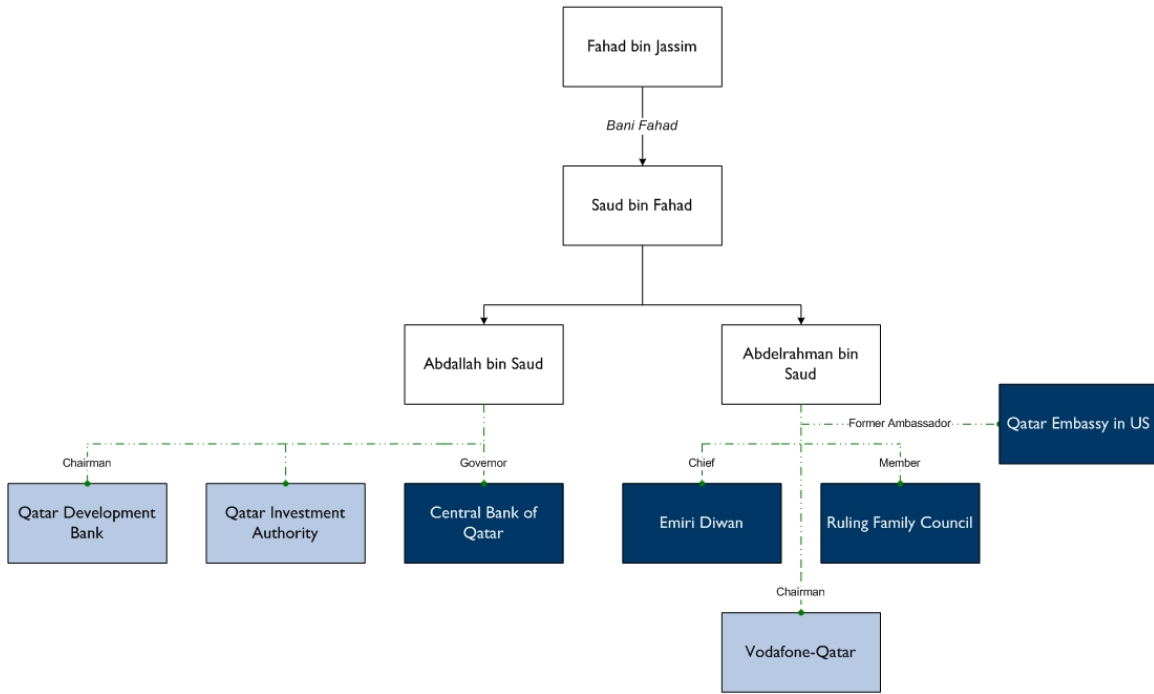 Fahad bin Jassim
Bani Fahad
Saud bin Fahad
Abdallah bin Saud
Abdelrahman bin
Saud
Former Ambassador
Qatar Embassy in US
Chairman
Governor
Chief
Member
Qatar Development
Bank
Qatar Investment
Authority
Central Bank of
Qatar
Emiri Diwan
Ruling Family Council
Chairman
Vodafone-Qatar